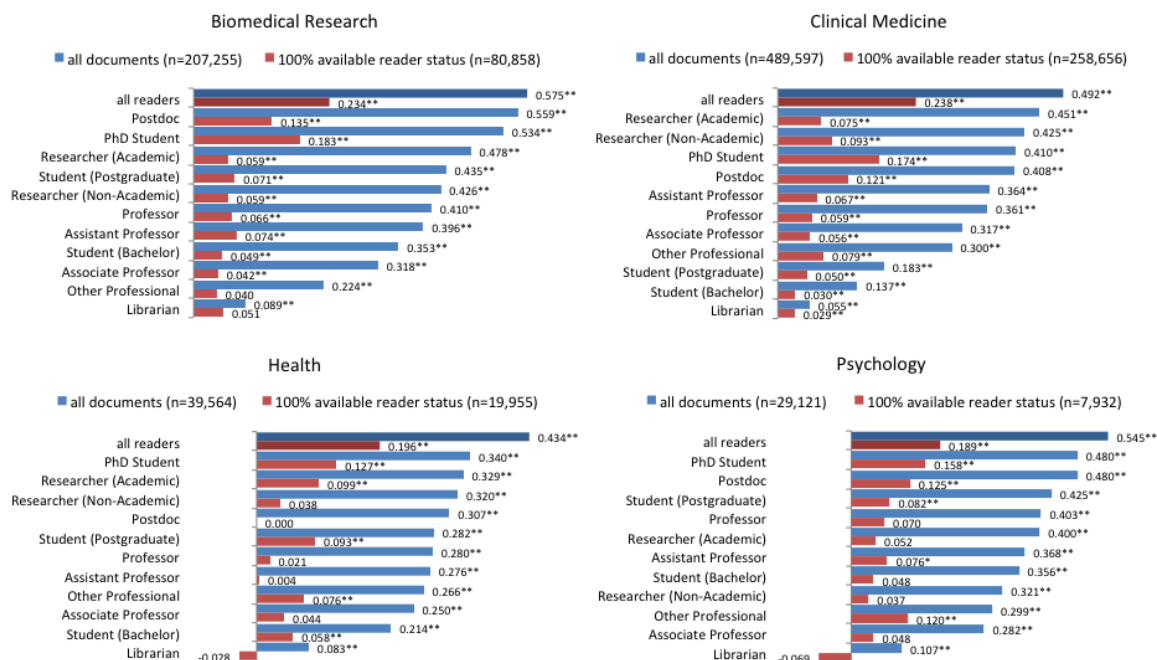 Biomedical Research
all documents (n=207,255) 100% available reader status (n=80,858)
all readers 0.575** 0.234**
Postdoc 0.559** 0.135**
PhD Student 0.534** 0.183**
Researcher (Academic) 0.478** 0.059**
Student (Postgraduate) 0.435** 0.071**
Researcher (Non-Academic) 0.426** 0.059**
Professor 0.410** 0.066**
Assistant Professor 0.396** 0.074**
Student (Bachelor) 0.353** 0.049**
Associate Professor 0.318** 0.042**
Other Professional 0.224** 0.040
Librarian 0.089** 0.051
Clinical Medicine
all documents (n=489,597) 100% available reader status (n=258,656)
all readers 0.492** 0.238**
Researcher (Academic) 0.451** 0.075**
Researcher (Non-Academic) 0.425** 0.093**
PhD Student 0.410** 0.174**
Postdoc 0.408** 0.121**
Assistant Professor 0.364** 0.067**
Professor 0.361** 0.059**
Associate Professor 0.317** 0.056**
Other Professional 0.300** 0.079**
Student (Postgraduate) 0.183** 0.050**
Student (Bachelor) 0.137** 0.030**
Librarian 0.055** 0.029**
Health
all documents (n=39,564) 100% available reader status (n=19,955)
all readers 0.434** 0.196**
PhD Student 0.340** 0.127**
Researcher (Academic) 0.329** 0.099**
Researcher (Non-Academic) 0.320** 0.038
Postdoc 0.307** 0.000
Student (Postgraduate) 0.282** 0.093**
Professor 0.280** 0.021
Assistant Professor 0.276** 0.004
Other Professional 0.266** 0.076**
Associate Professor 0.250** 0.044
Student (Bachelor) 0.214** 0.058**
Librarian 0.083** -0.028
Psychology
all documents (n=29,121) 100% available reader status (n=7,932)
all readers 0.545** 0.189**
PhD Student 0.480** 0.158**
Postdoc 0.480** 0.125**
Student (Postgraduate) 0.425** 0.082**
Professor 0.403** 0.070
Researcher (Academic) 0.400** 0.052
Assistant Professor 0.368** 0.076*
Student (Bachelor) 0.356** 0.048
Researcher (Non-Academic) 0.321** 0.037
Other Professional 0.299** 0.120**
Associate Professor 0.282** 0.048
Librarian 0.107** -0.069